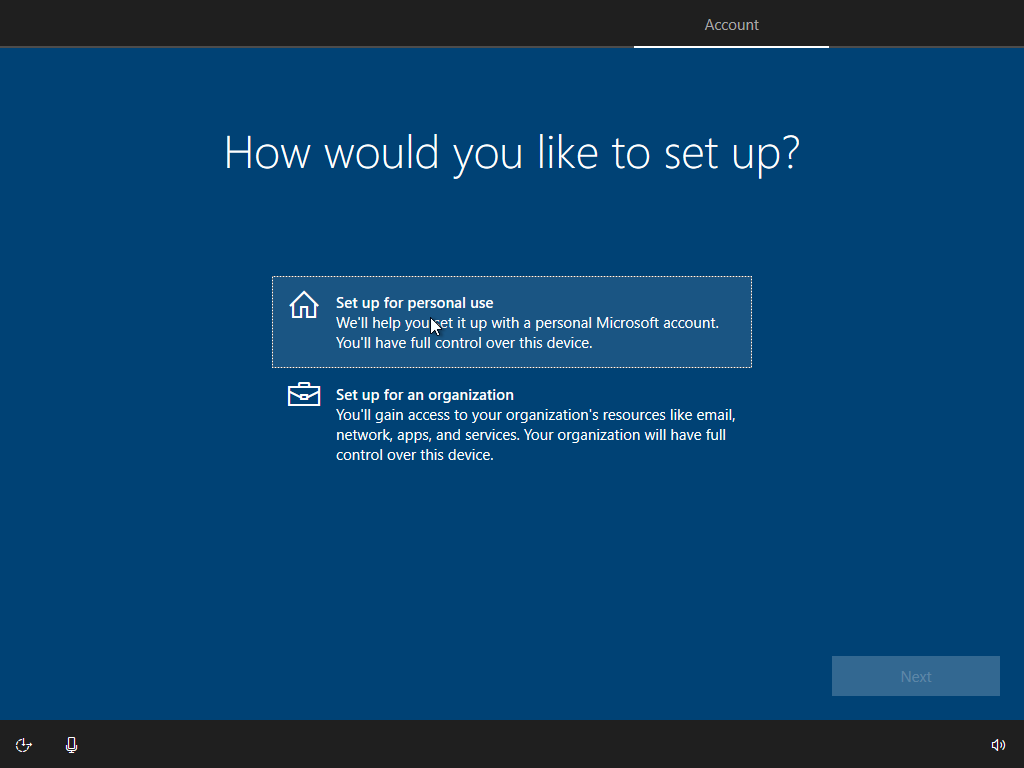 Account
How would you like to set up?
Set up for personal use
We'll help you set it up with a personal Microsoft account.
You'll have full control over this device.
Set up for an organization
You'll gain access to your organization's resources like email,
network, apps, and services. Your organization will have full
control over this device.
Next